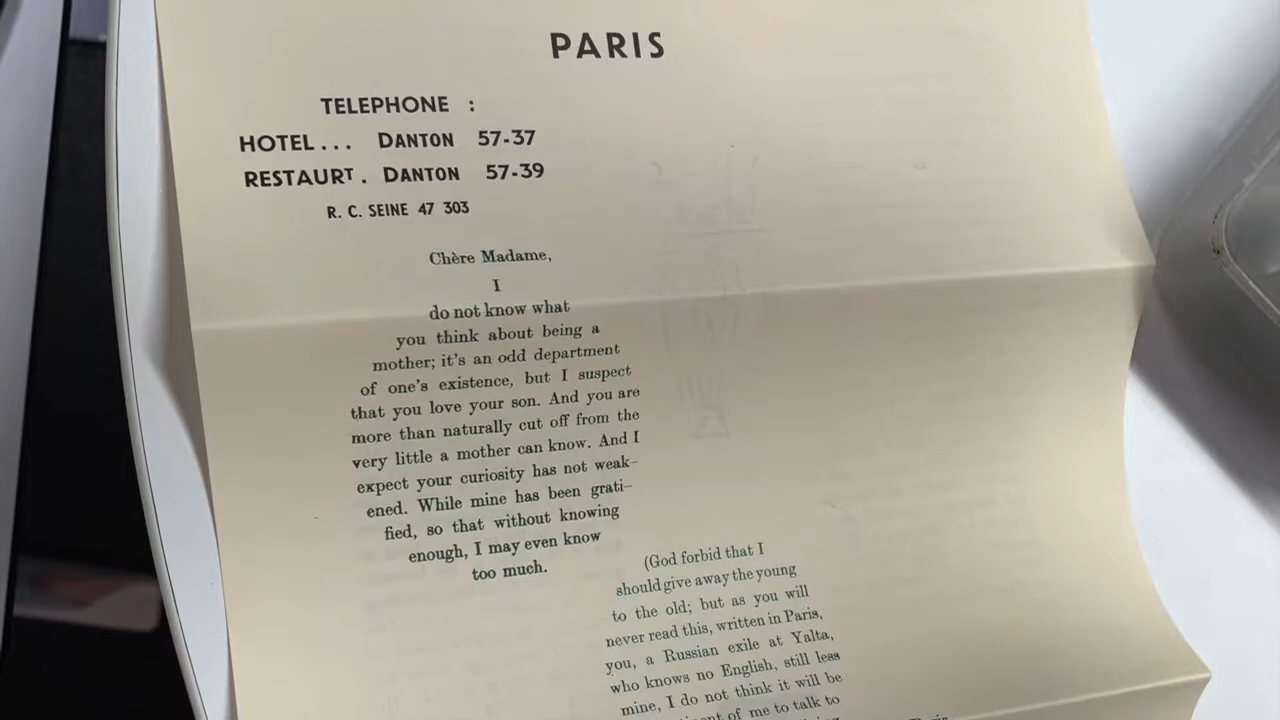 PARIS
TELEPHONE :
HOTEL... DANTON 57-37
RESTAURT. DANTON 57-39
R. C. SEINE 47 303
Chère Madame,
I
do not know what
you think about being a
mother; it's an odd department
of one's existence, but I suspect
that you love your son. And you are
more than naturally cut off from the
very little a mother can know. And I
expect your curiosity has not weak-
ened. While mine has been grati-
fied, so that without knowing
enough, I may even know
too much.
(God forbid that I
should give away the young
to the old; but as you will
never read this, written in Paris,
you, a Russian exile at Yalta,
who knows no English, still less
mine, I do not think it will be
of me to talk to